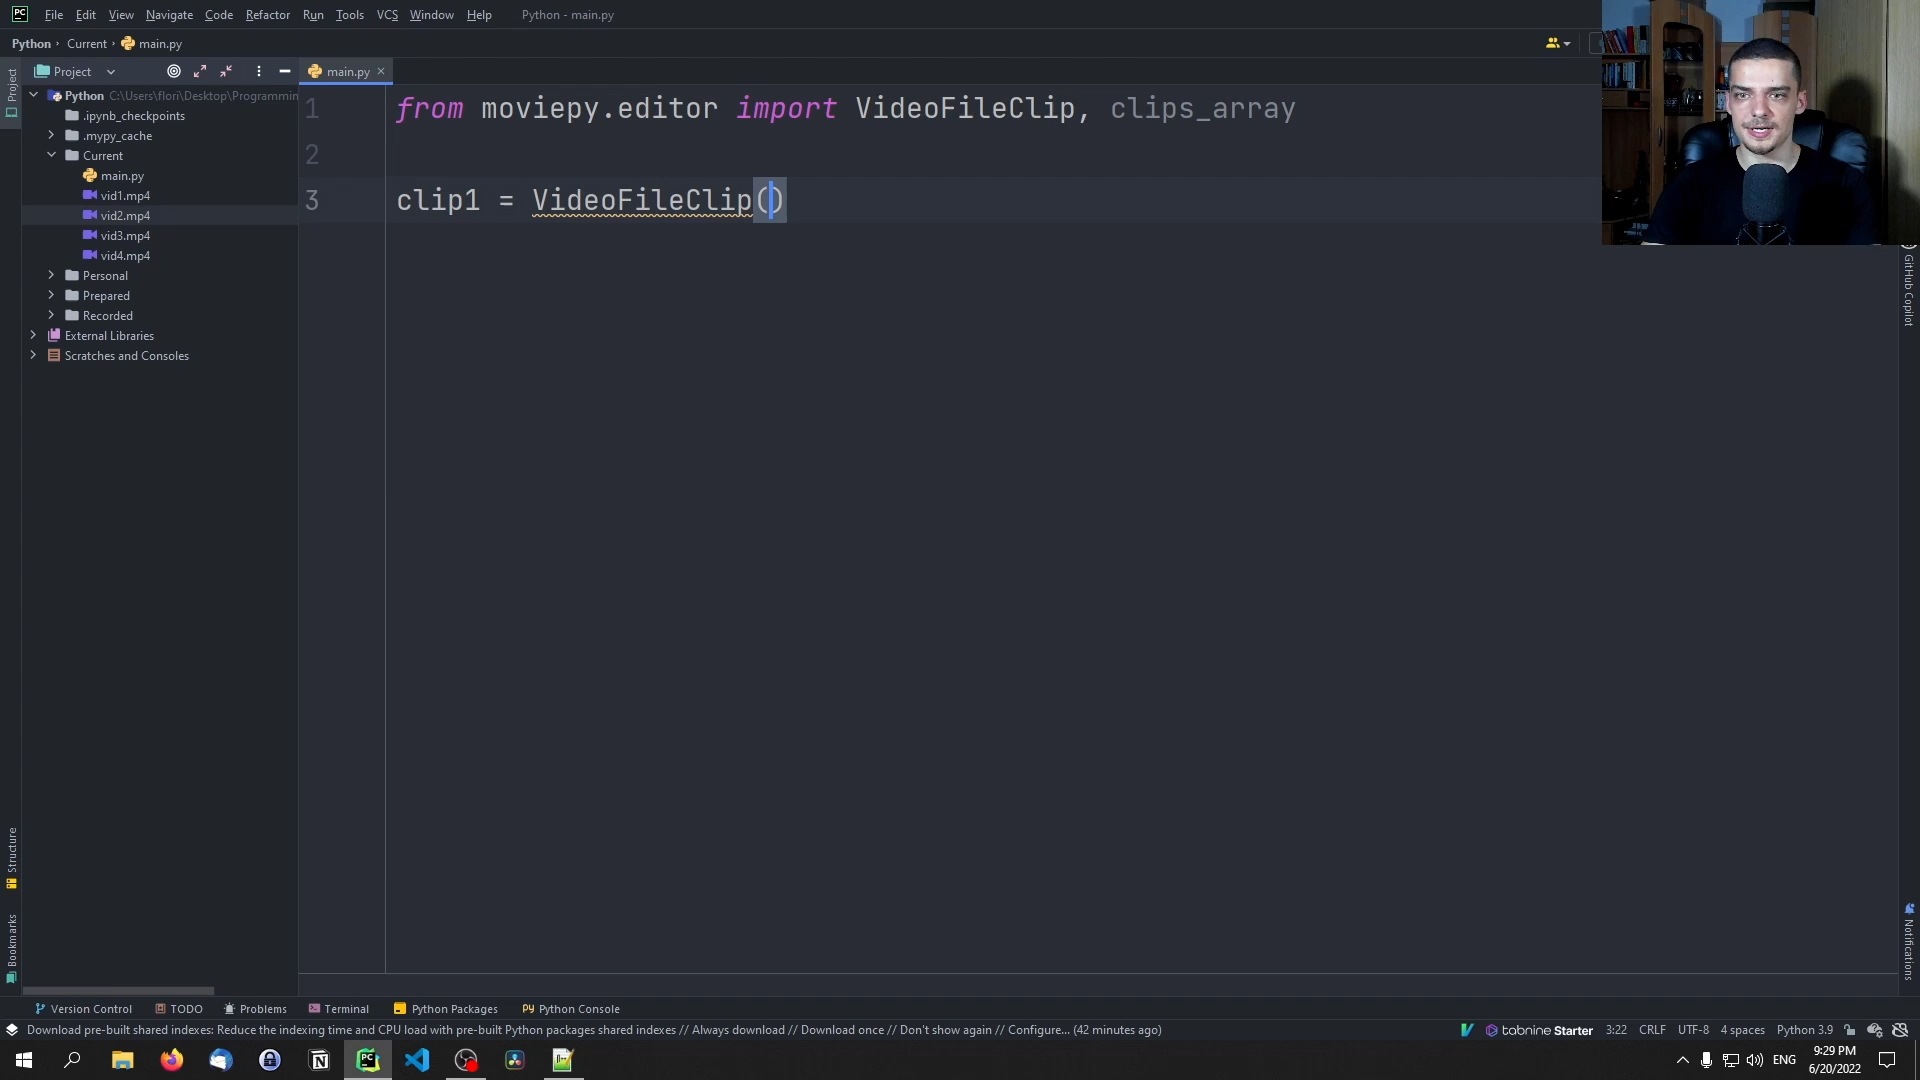 PC File Edit View Navigate Code Refactor Run Tools VCS Window Help Python - main.py
Python › Current › main.py
Project
main.py
Project
Python C:\Users\flori\Desktop\Programmin
.ipynb_checkpoints
.mypy_cache
Current
main.py
vid1.mp4
vid2.mp4
vid3.mp4
vid4.mp4
Personal
Prepared
Recorded
External Libraries
Scratches and Consoles
1 from moviepy.editor import VideoFileClip, clips_array
2
3 clip1 = VideoFileClip()
GitHub Copilot
Structure
Bookmarks
Notifications
Version Control TODO Problems Terminal Python Packages Python Console
Download pre-built shared indexes: Reduce the indexing time and CPU load with pre-built Python packages shared indexes // Always download // Download once // Don't show again // Configure... (42 minutes ago) tabnine Starter 3:22 CRLF UTF-8 4 spaces Python 3.9
ENG
9:29 PM
6/20/2022